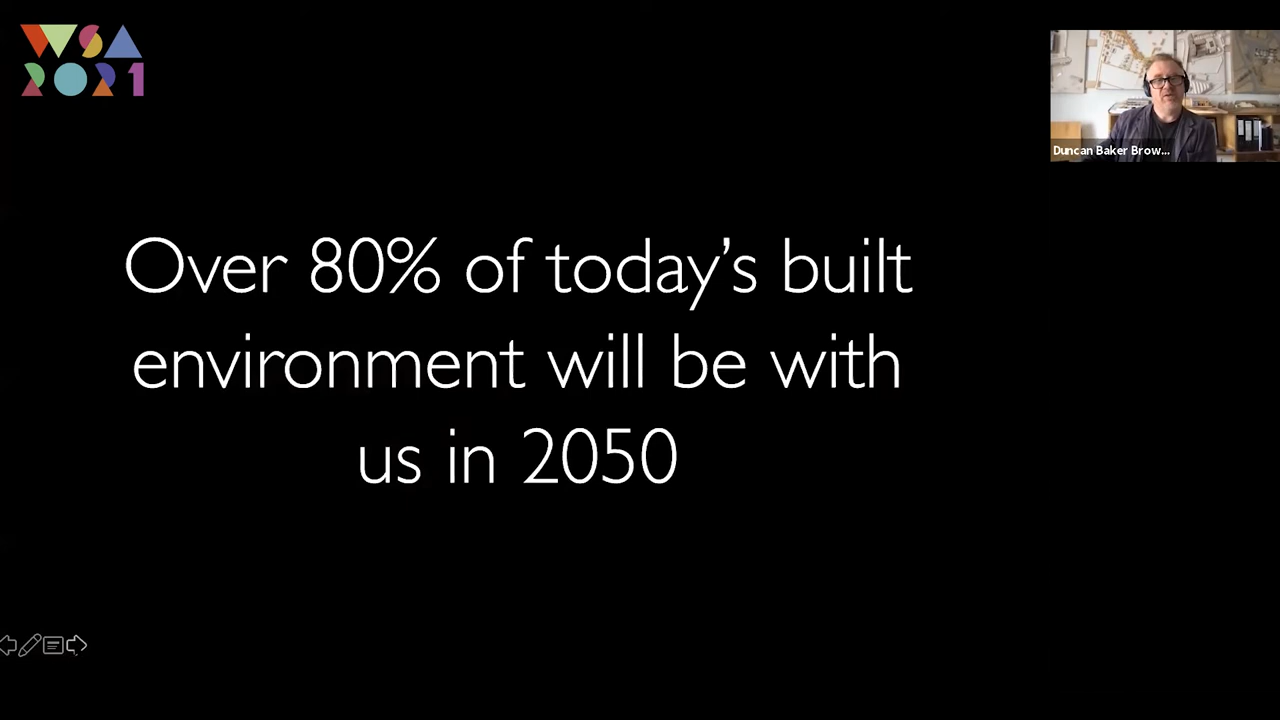 WSA
2021
Duncan Baker Brow...
Over 80% of today’s built
environment will be with
us in 2050